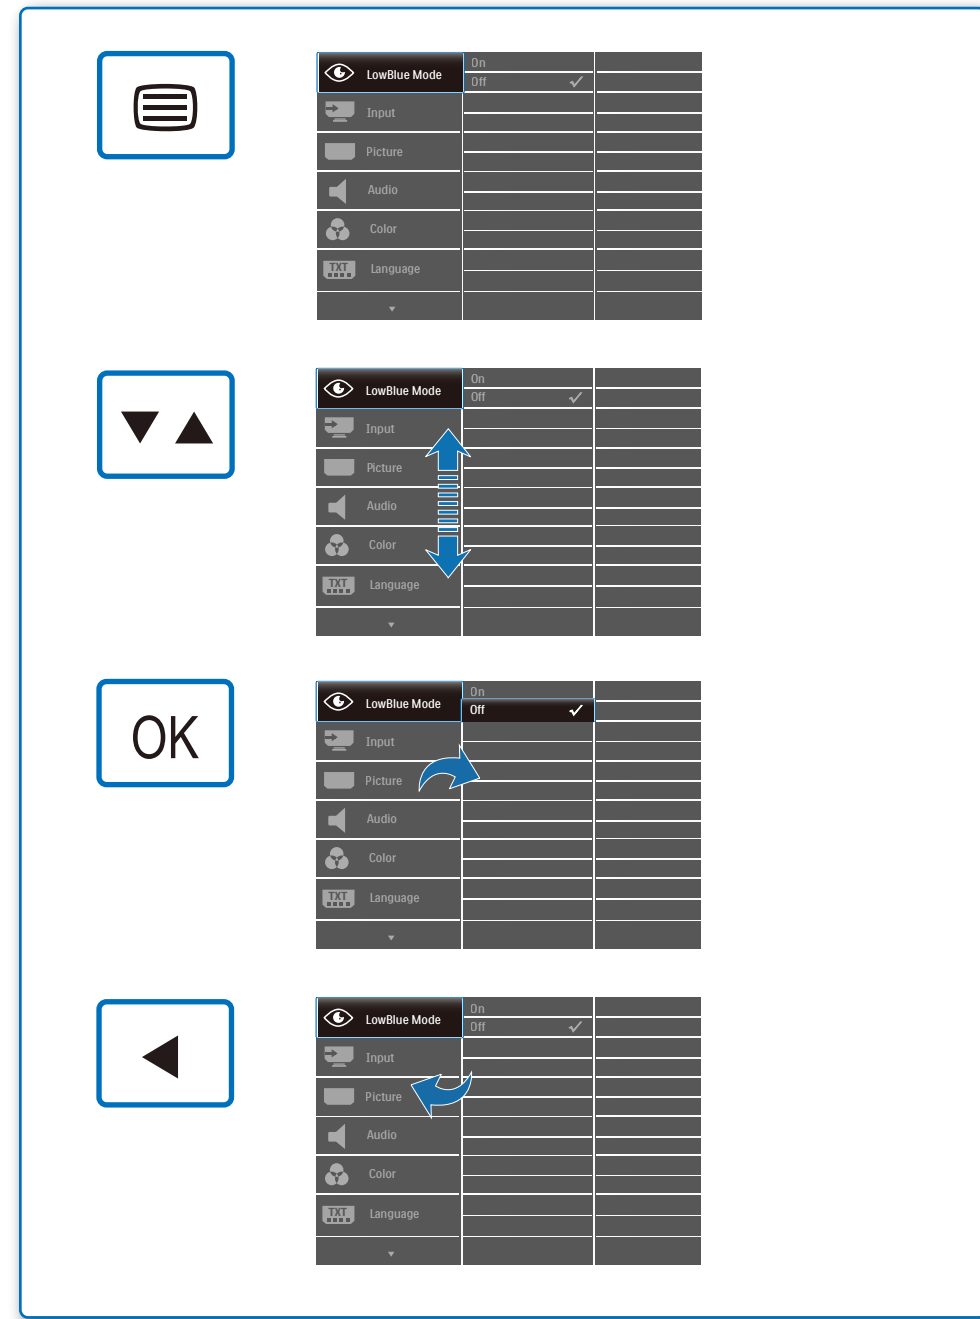 On
LowBlue Mode
Off
Input
Picture
Audio
Color
TXT
Language
On
LowBlue Mode
Off
Input
Picture
Audio
Color
TXT
Language
OK
On
LowBlue Mode
Off
Input
Picture
Audio
Color
TXT
Language
On
LowBlue Mode
Off
Input
Picture
Audio
Color
TXT
Language